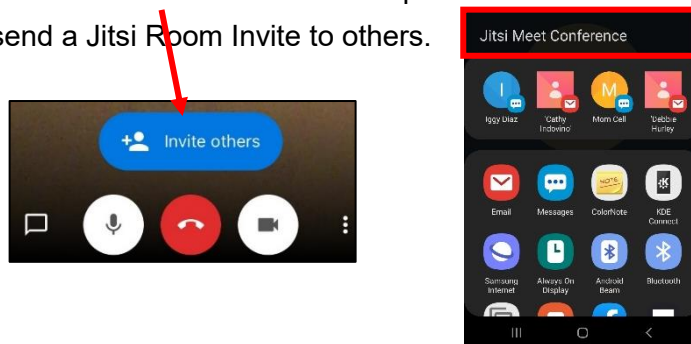 send a Jitsi Room Invite to others.
Invite others
Jitsi Meet Conference
Iggy Diaz
'Cathy Indovino'
Mom Cell
'Debbie Hurley
Email
Messages
ColorNote
KDE Connect
Samsung Internet
Always On Display
Android Beam
Bluetooth